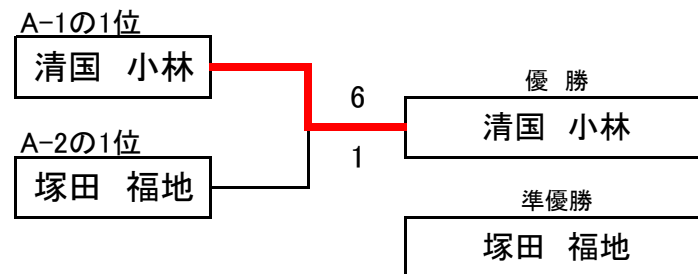 A-1の1位
清国　小林
A-2の1位
塚田　福地
6
1
優 勝
清国　小林
準優勝
塚田　福地